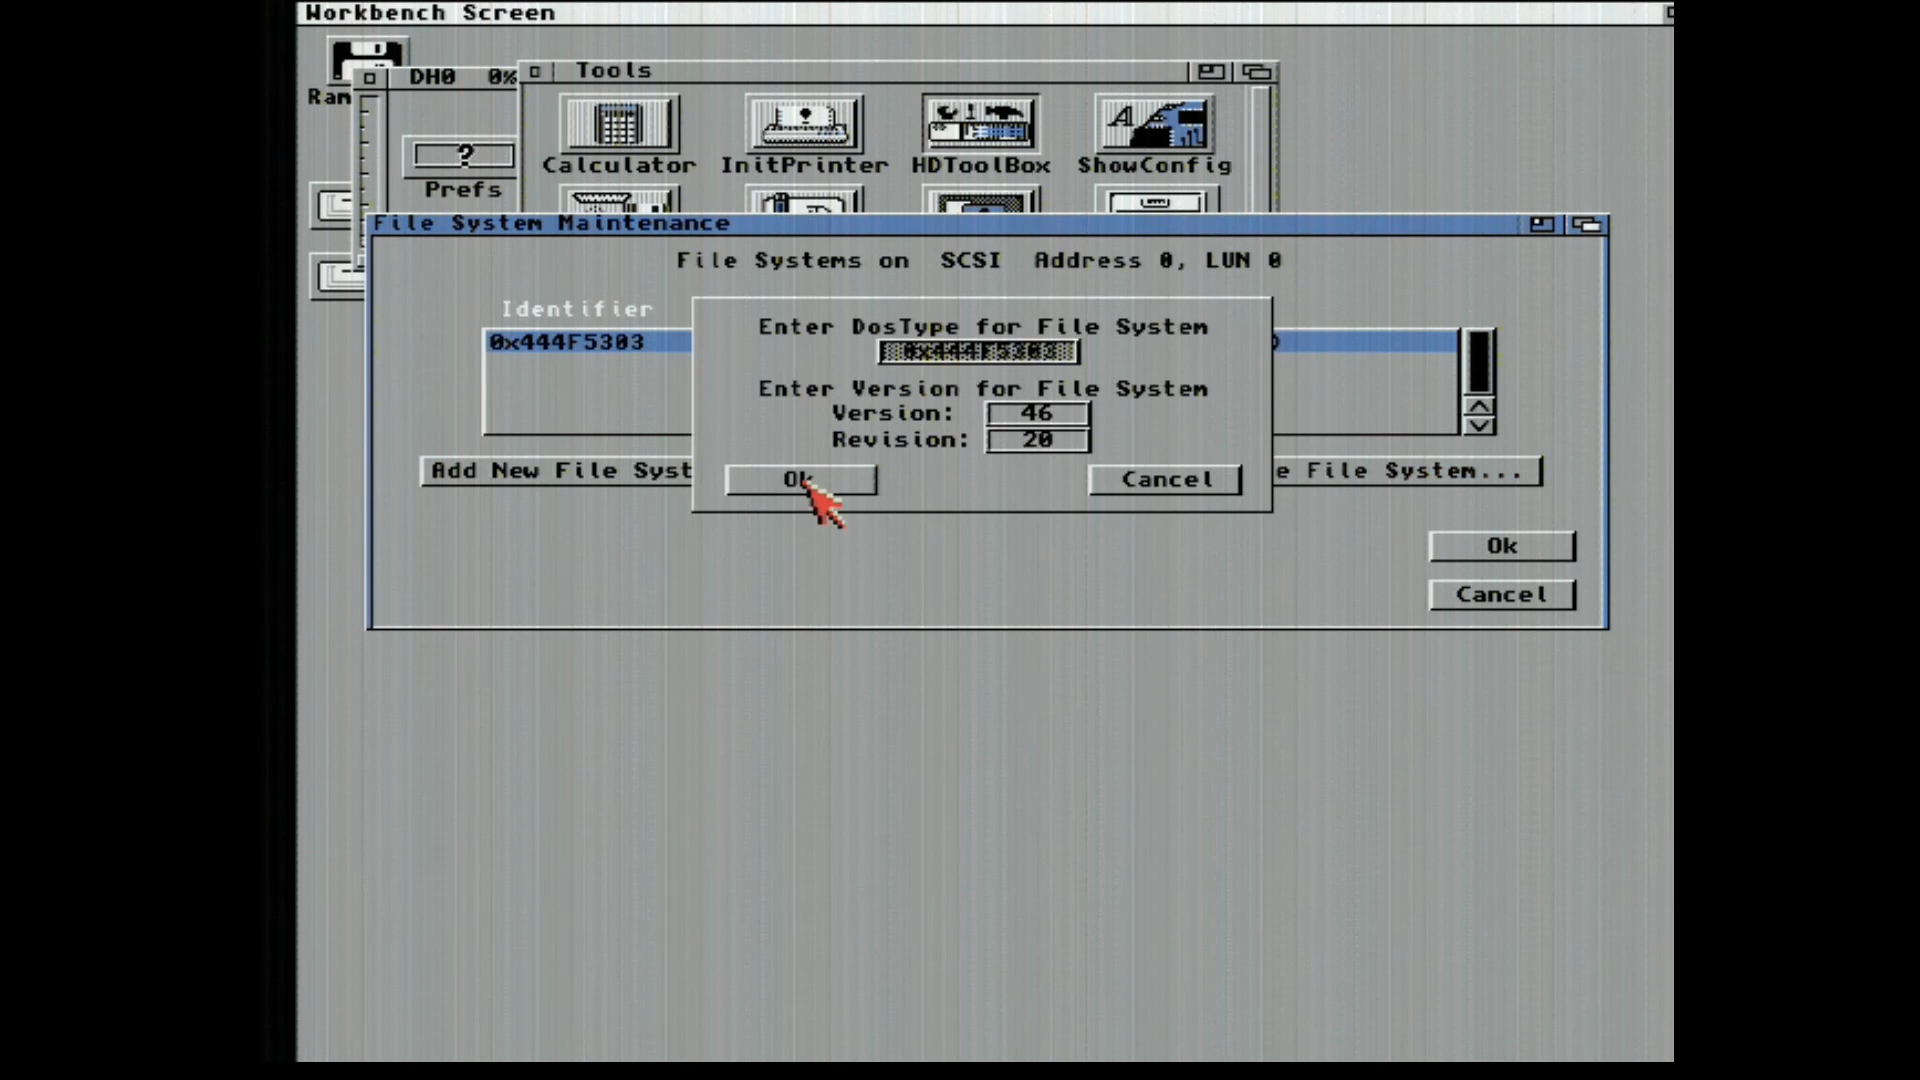 Workbench Screen
Ram
DH0 0%
Tools
Prefs
Calculator
InitPrinter
HDToolBox
ShowConfig
File System Maintenance
File Systems on SCSI Address 0, LUN 0
Identifier
0x444F5303
Enter DosType for File System
0x444F5303
Enter Version for File System
Version: 46
Revision: 20
Ok
Cancel
Add New File Syst
e File System...
Ok
Cancel